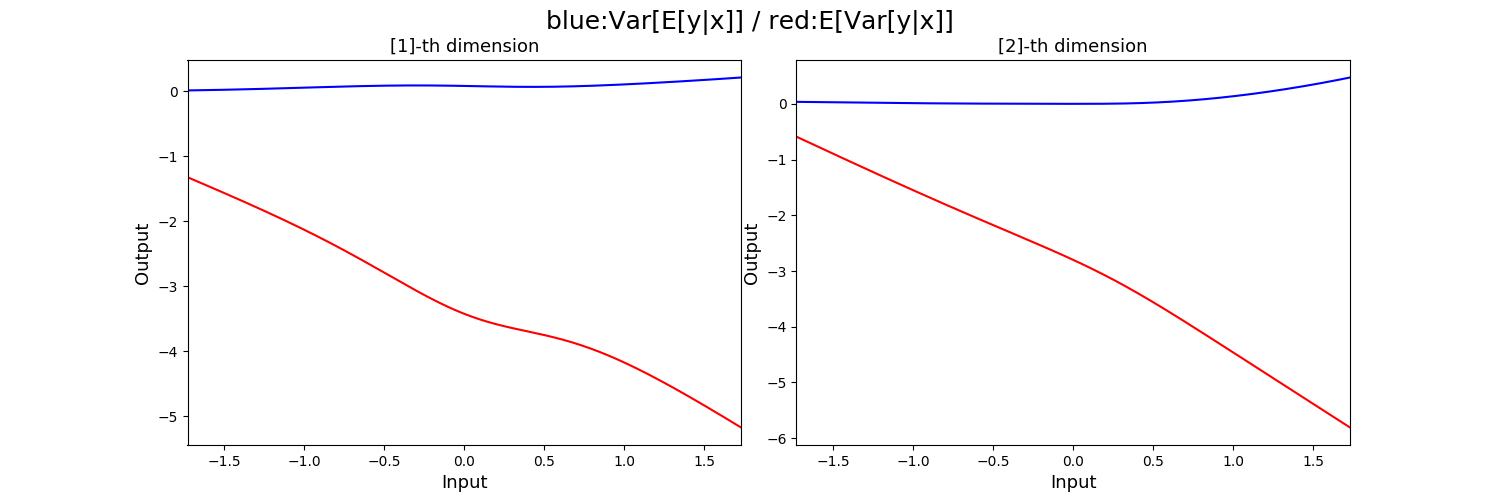 blue:Var[E[y|x]] / red:E[Var[y|x]]
[1]-th dimension
Output
0
−1
−2
−3
−4
−5
−1.5 −1.0 −0.5 0.0 0.5 1.0 1.5
Input
[2]-th dimension
Output
0
−1
−2
−3
−4
−5
−6
−1.5 −1.0 −0.5 0.0 0.5 1.0 1.5
Input